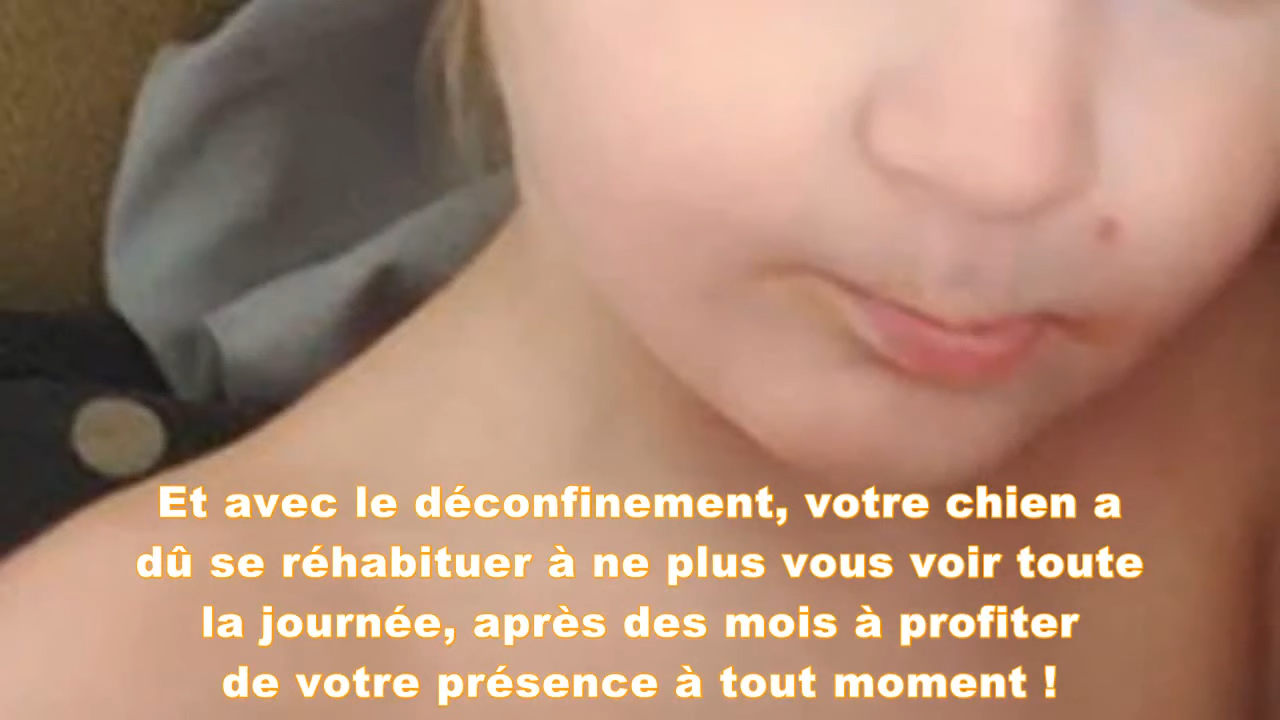 Et avec le déconfinement, votre chien a
dû se réhabituer à ne plus vous voir toute
la journée, après des mois à profiter
de votre présence à tout moment !